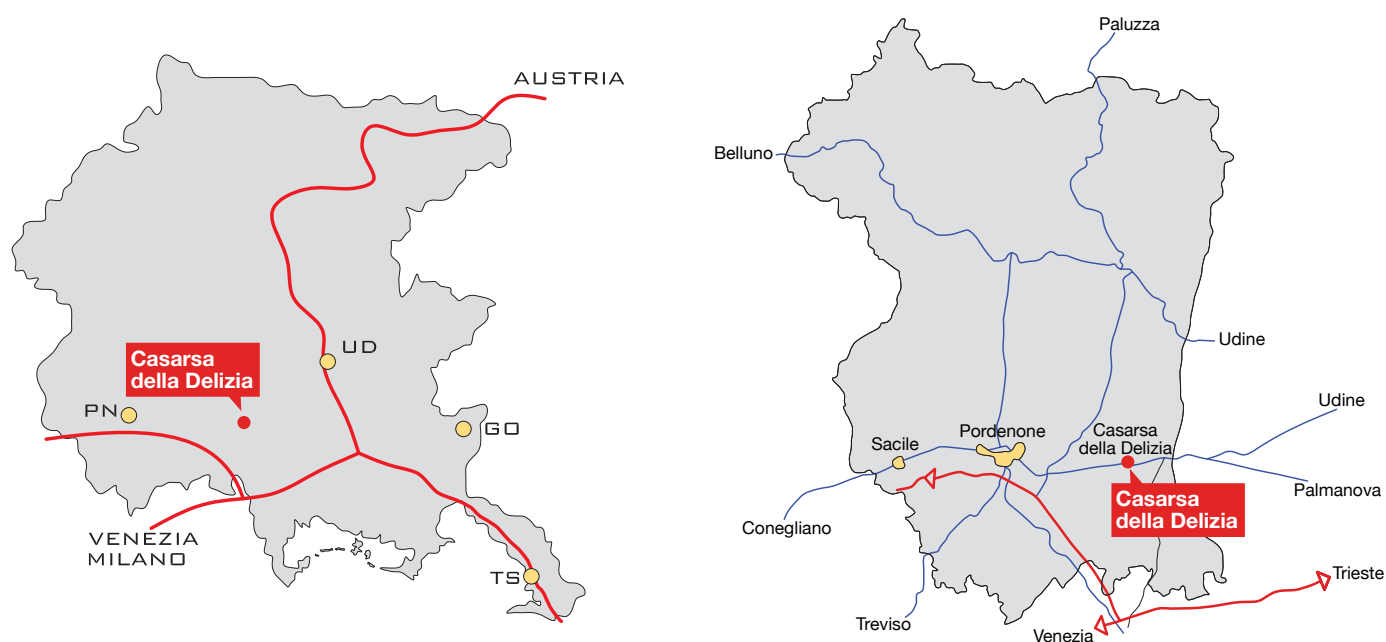 AUSTRIA
UD
Casarsa
della Delizia
PN
GO
VENEZIA
MILANO
TS
Paluzza
Belluno
Udine
Udine
Casarsa
della Delizia
Pordenone
Sacile
Palmanova
Casarsa
della Delizia
Conegliano
Trieste
Treviso
Venezia